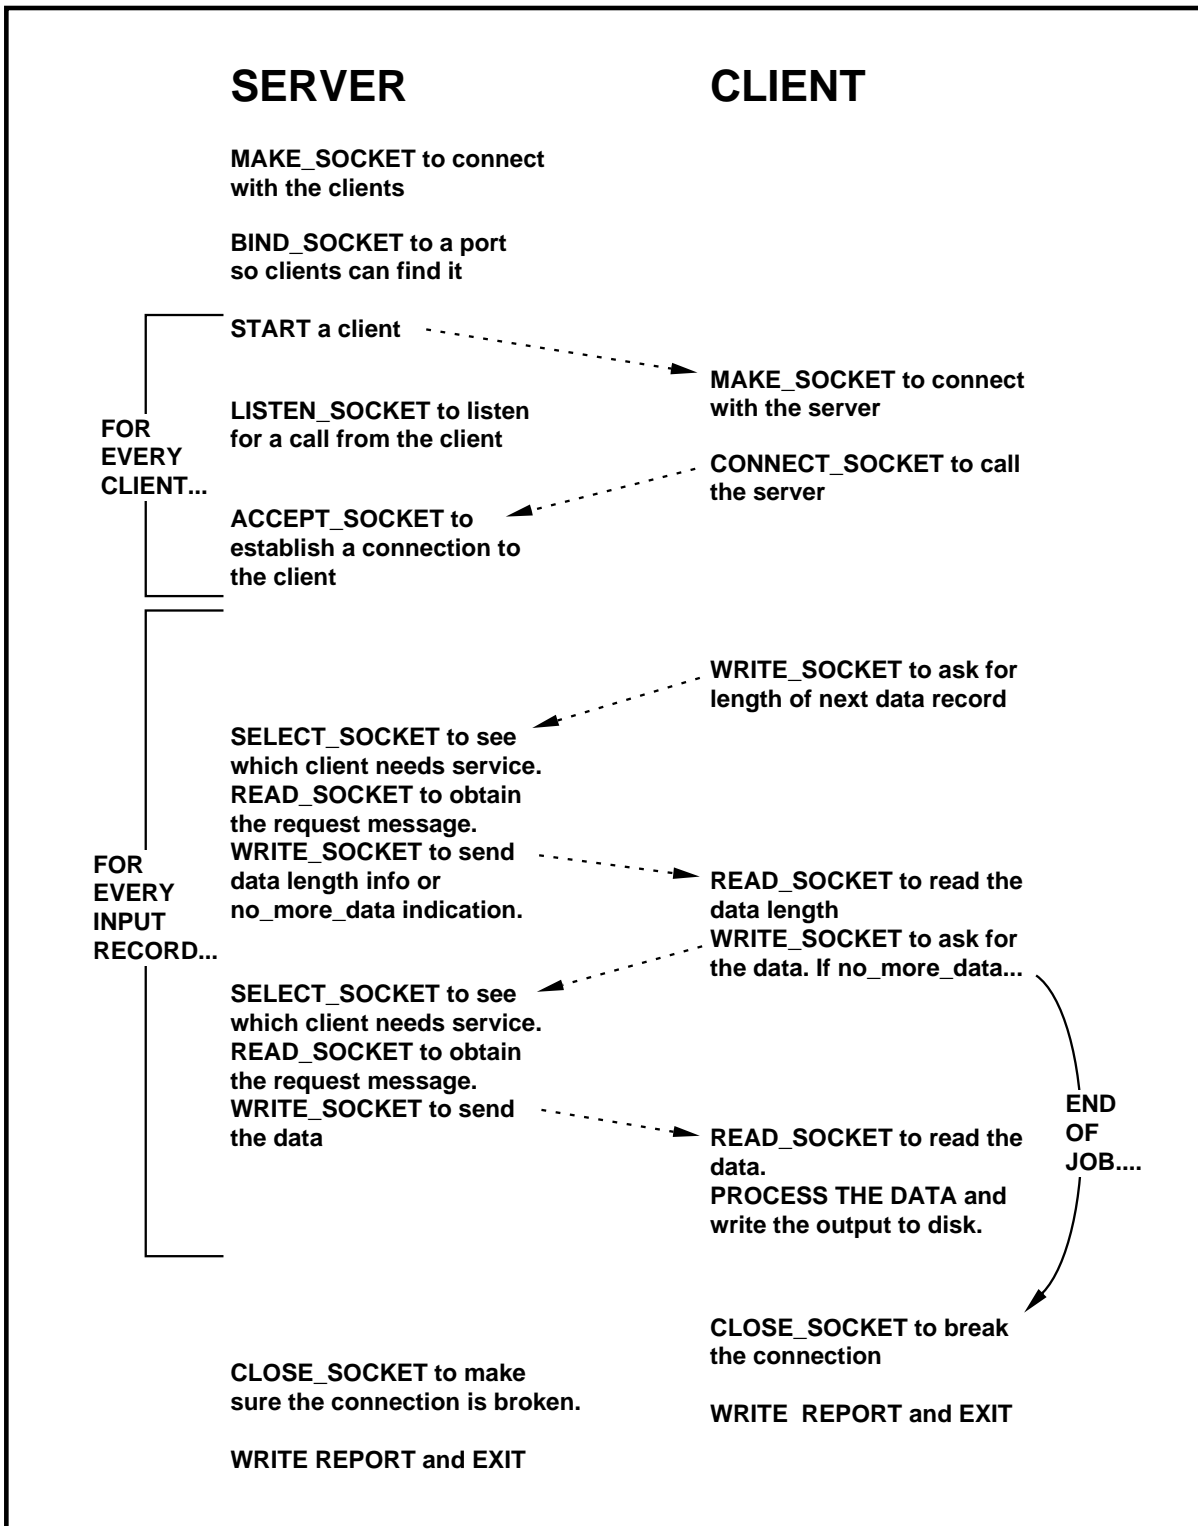 SERVER
CLIENT
MAKE_SOCKET to connect
with the clients
BIND_SOCKET to a port
so clients can find it
START a client
MAKE_SOCKET to connect
with the server
FOR
EVERY
CLIENT...
LISTEN_SOCKET to listen
for a call from the client
CONNECT_SOCKET to call
the server
ACCEPT_SOCKET to
establish a connection to
the client
WRITE_SOCKET to ask for
length of next data record
SELECT_SOCKET to see
which client needs service.
READ_SOCKET to obtain
the request message.
WRITE_SOCKET to send
data length info or
no_more_data indication.
FOR
EVERY
INPUT
RECORD...
READ_SOCKET to read the
data length
WRITE_SOCKET to ask for
the data. If no_more_data...
SELECT_SOCKET to see
which client needs service.
READ_SOCKET to obtain
the request message.
WRITE_SOCKET to send
the data
END
OF
JOB....
READ_SOCKET to read the
data.
PROCESS THE DATA and
write the output to disk.
CLOSE_SOCKET to break
the connection
CLOSE_SOCKET to make
sure the connection is broken.
WRITE REPORT and EXIT
WRITE REPORT and EXIT